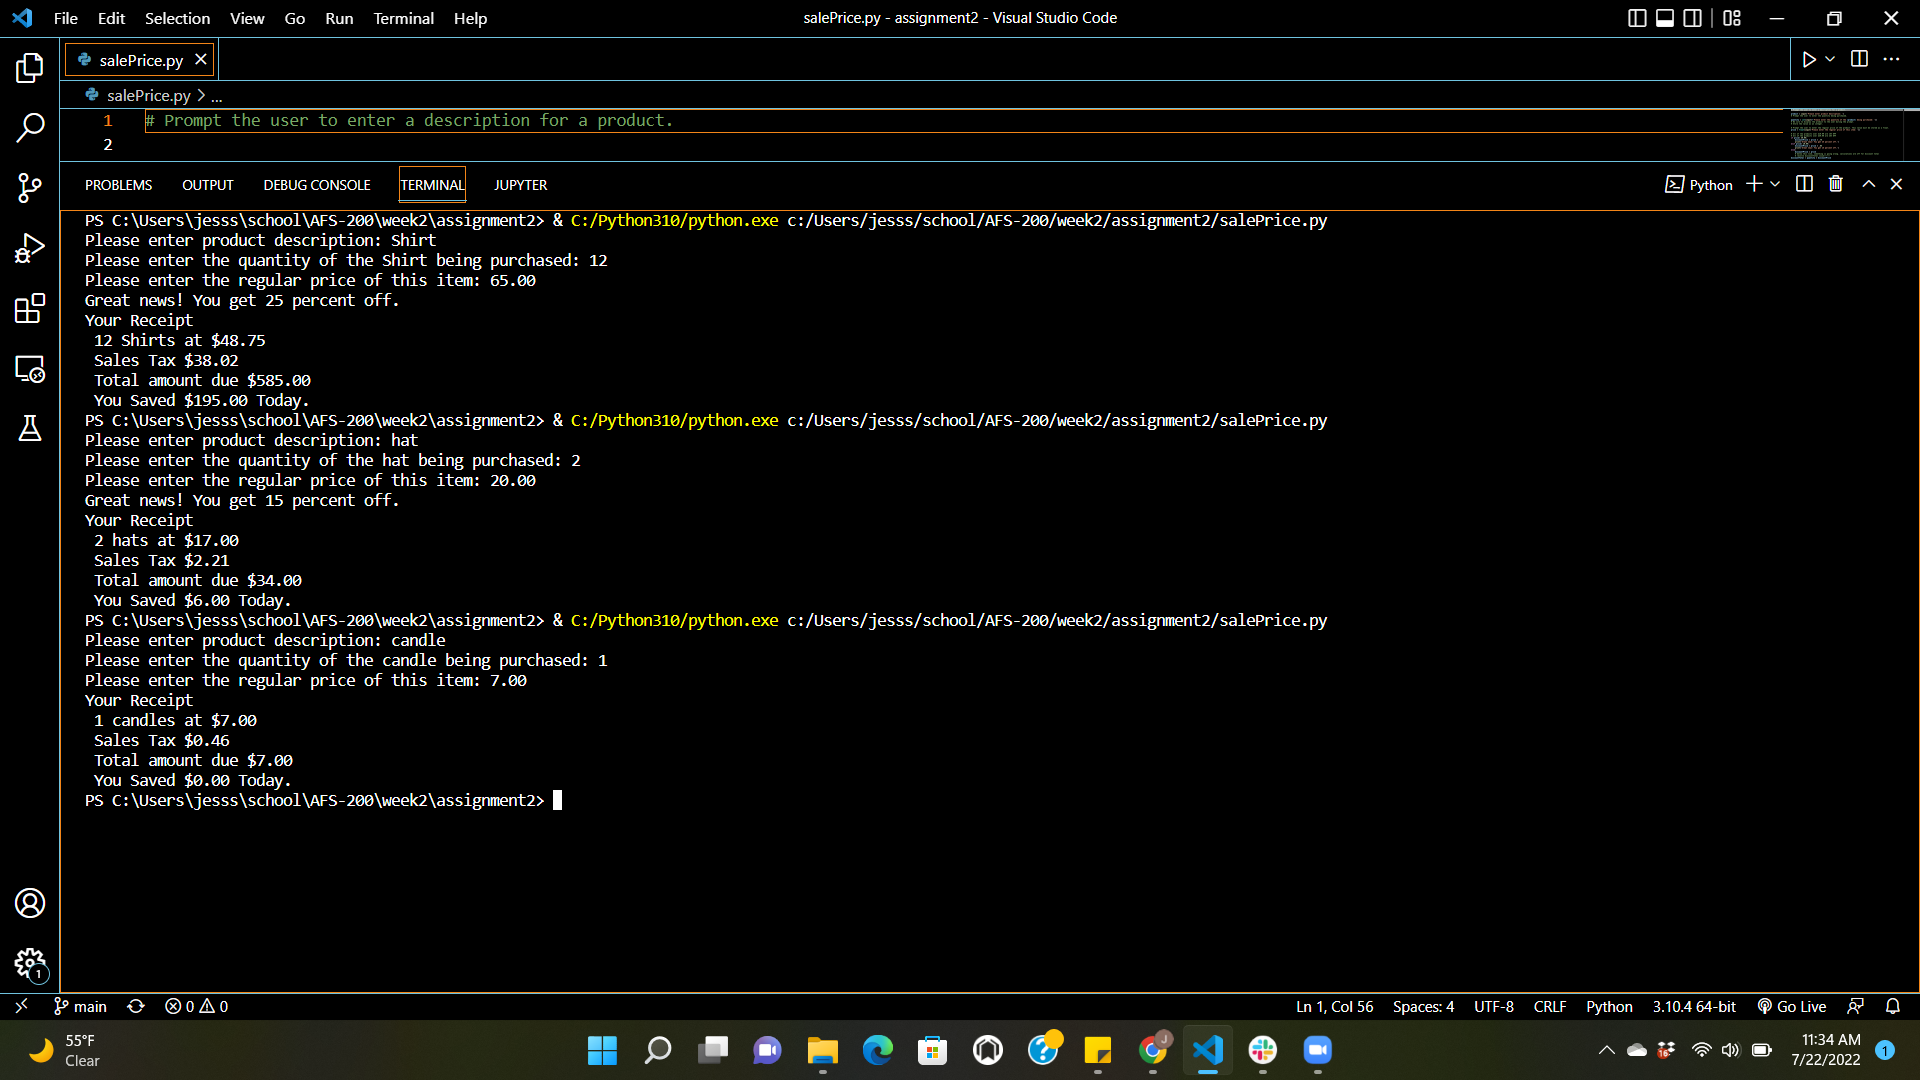 File Edit Selection View Go Run Terminal Help
salePrice.py - assignment2 - Visual Studio Code
salePrice.py
salePrice.py > ...
1 # Prompt the user to enter a description for a product.
2
PROBLEMS OUTPUT DEBUG CONSOLE TERMINAL JUPYTER
Python
PS C:\Users\jesss\school\AFS-200\week2\assignment2> & C:/Python310/python.exe c:/Users/jesss/school/AFS-200/week2/assignment2/salePrice.py
Please enter product description: Shirt
Please enter the quantity of the Shirt being purchased: 12
Please enter the regular price of this item: 65.00
Great news! You get 25 percent off.
Your Receipt
12 Shirts at $48.75
Sales Tax $38.02
Total amount due $585.00
You Saved $195.00 Today.
PS C:\Users\jesss\school\AFS-200\week2\assignment2> & C:/Python310/python.exe c:/Users/jesss/school/AFS-200/week2/assignment2/salePrice.py
Please enter product description: hat
Please enter the quantity of the hat being purchased: 2
Please enter the regular price of this item: 20.00
Great news! You get 15 percent off.
Your Receipt
2 hats at $17.00
Sales Tax $2.21
Total amount due $34.00
You Saved $6.00 Today.
PS C:\Users\jesss\school\AFS-200\week2\assignment2> & C:/Python310/python.exe c:/Users/jesss/school/AFS-200/week2/assignment2/salePrice.py
Please enter product description: candle
Please enter the quantity of the candle being purchased: 1
Please enter the regular price of this item: 7.00
Your Receipt
1 candles at $7.00
Sales Tax $0.46
Total amount due $7.00
You Saved $0.00 Today.
PS C:\Users\jesss\school\AFS-200\week2\assignment2>
1
main 0 0 Ln 1, Col 56 Spaces: 4 UTF-8 CRLF Python 3.10.4 64-bit Go Live
55°F
Clear
J
16
11:34 AM
7/22/2022
1